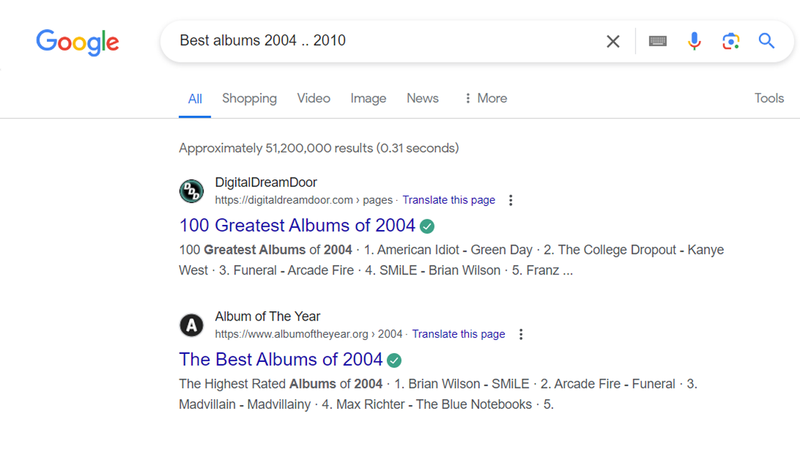 Google
Best albums 2004 .. 2010
All Shopping Video Image News More Tools
Approximately 51,200,000 results (0.31 seconds)
DDD
DigitalDreamDoor
https://digitaldreamdoor.com › pages · Translate this page
100 Greatest Albums of 2004
100 Greatest Albums of 2004 · 1. American Idiot - Green Day · 2. The College Dropout - Kanye
West · 3. Funeral - Arcade Fire · 4. SMiLE - Brian Wilson · 5. Franz ...
A
Album of The Year
https://www.albumoftheyear.org › 2004 · Translate this page
The Best Albums of 2004
The Highest Rated Albums of 2004 · 1. Brian Wilson - SMiLE · 2. Arcade Fire - Funeral · 3.
Madvillain - Madvillainy · 4. Max Richter - The Blue Notebooks · 5.